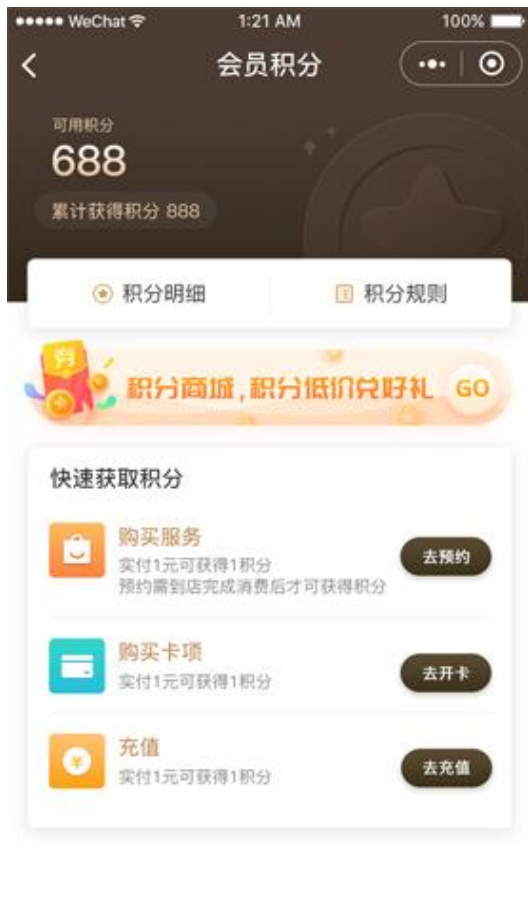 WeChat 1:21 AM 100%
会员积分
可用积分
688
累计获得积分 888
积分明细 积分规则
券
积分商城,积分低价兑好礼 GO
快速获取积分
购买服务
实付1元可获得1积分
预约需到店完成消费后才可获得积分
去预约
购买卡项
实付1元可获得1积分
去开卡
¥
充值
实付1元可获得1积分
去充值